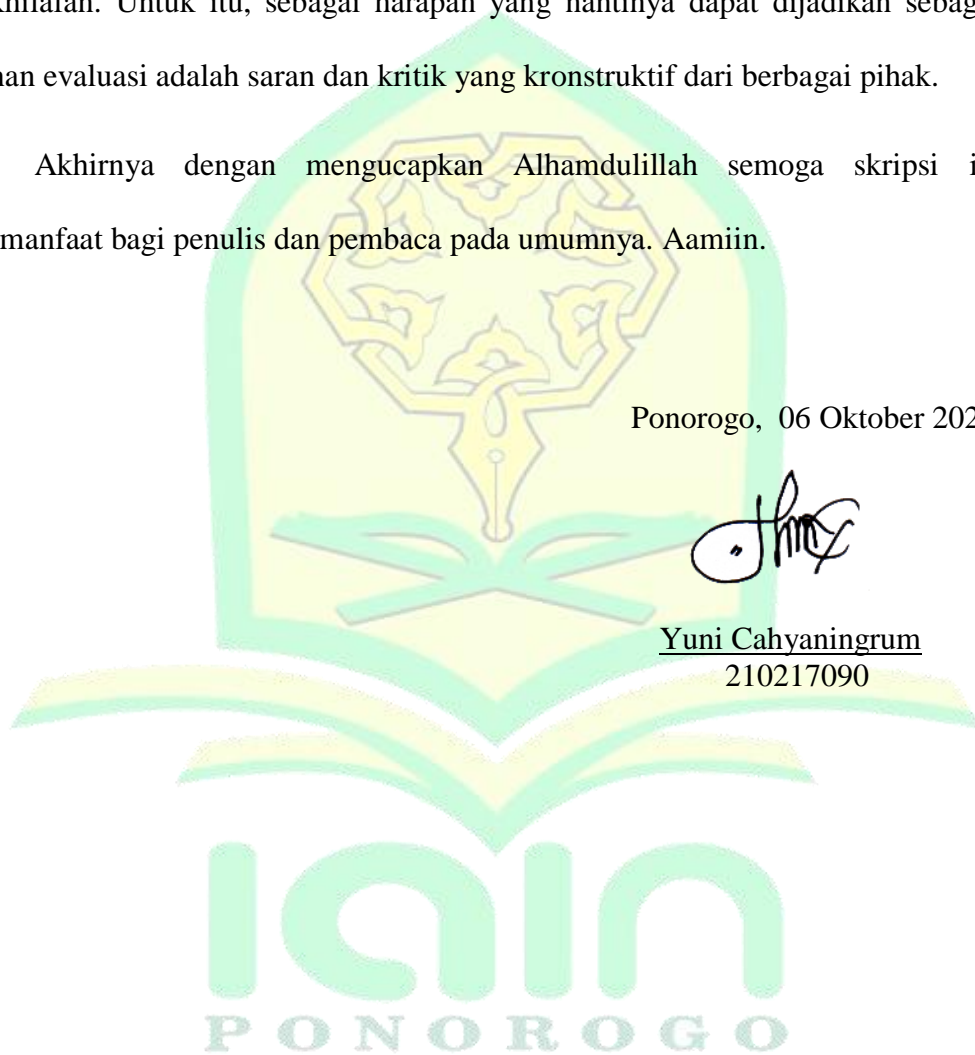 khilafan. Untuk itu, sebagai harapan yang nantinya dapat dijadikan sebag
han evaluasi adalah saran dan kritik yang kronstruktif dari berbagai pihak.
Akhirnya dengan mengucapkan Alhamdulillah semoga skripsi i
manfaat bagi penulis dan pembaca pada umumnya. Aamiin.
Ponorogo, 06 Oktober 202
Yuni Cahyaningrum
210217090
iain
PONOROGO